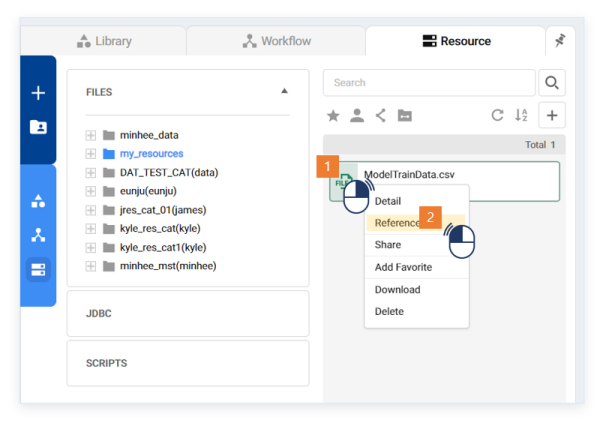 Library
Workflow
Resource
FILES
minhee_data
my_resources
DAT_TEST_CAT(data)
eunju(eunju)
jres_cat_01(james)
kyle_res_cat(kyle)
kyle_res_cat1(kyle)
minhee_mst(minhee)
JDBC
SCRIPTS
Search
Total 1
1
FILE
ModelTrainData.csv
Detail
Reference
2
Share
Add Favorite
Download
Delete